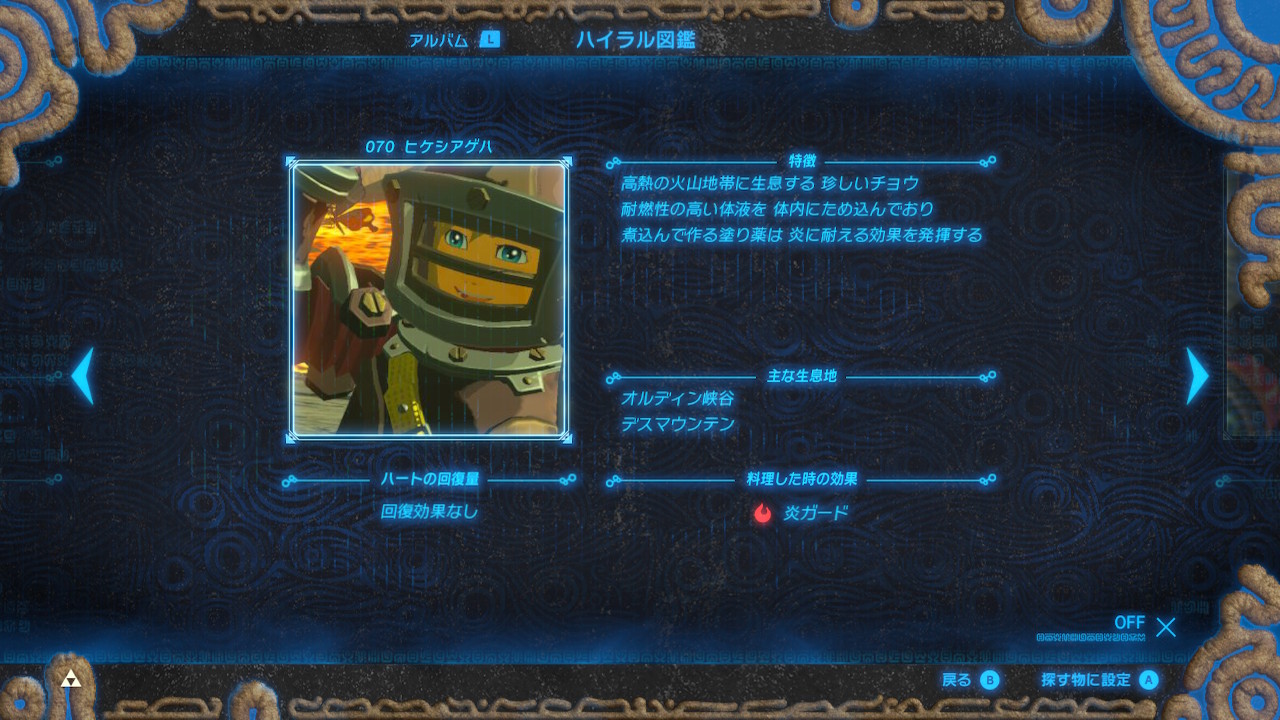 アルバム L
ハイラル図鑑
070 ヒケシアゲハ
特徴
高熱の火山地帯に生息する 珍しいチョウ
耐燃性の高い体液を 体内にため込んでおり
煮込んで作る塗り薬は 炎に耐える効果を発揮する
主な生息地
オルディン峡谷
デスマウンテン
ハートの回復量
回復効果なし
料理した時の効果
炎ガード
OFF
戻る B
探す物に設定 A